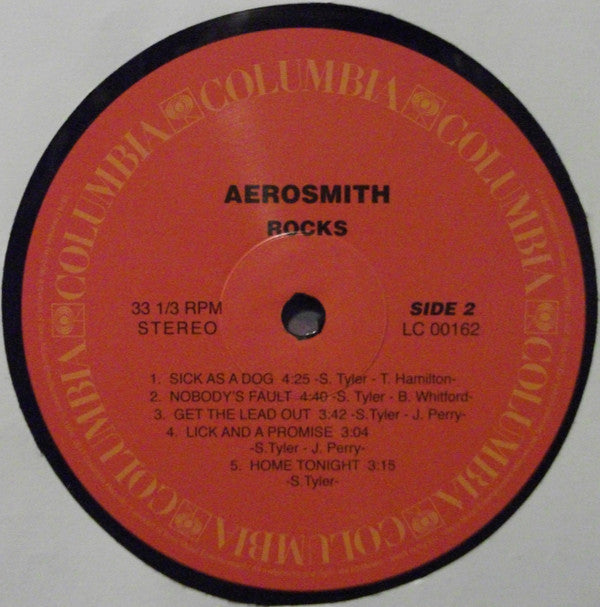 COLUMBIA COLUMBIA COLUMBIA COLUMBIA COLUMBIA COLUMBIA
AEROSMITH
ROCKS
33 1/3 RPM
STEREO
SIDE 2
LC 00162
1. SICK AS A DOG 4:25 -S. Tyler - T. Hamilton-
2. NOBODY'S FAULT 4:40 -S. Tyler - B. Whitford-
3. GET THE LEAD OUT 3:42 -S.Tyler - J. Perry-
4. LICK AND A PROMISE 3:04
-S.Tyler - J. Perry-
5. HOME TONIGHT 3:15
-S.Tyler-